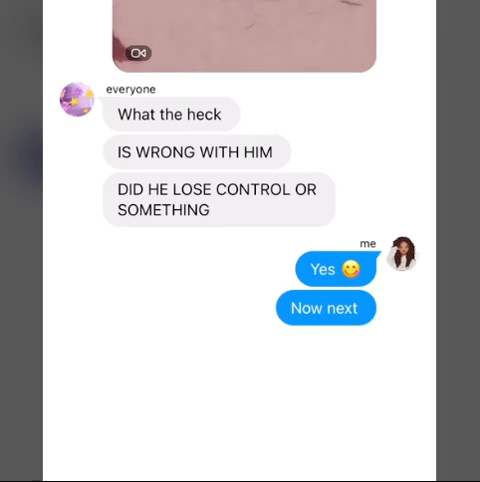 everyone
What the heck
IS WRONG WITH HIM
DID HE LOSE CONTROL OR
SOMETHING
me
Yes 😋
Now next